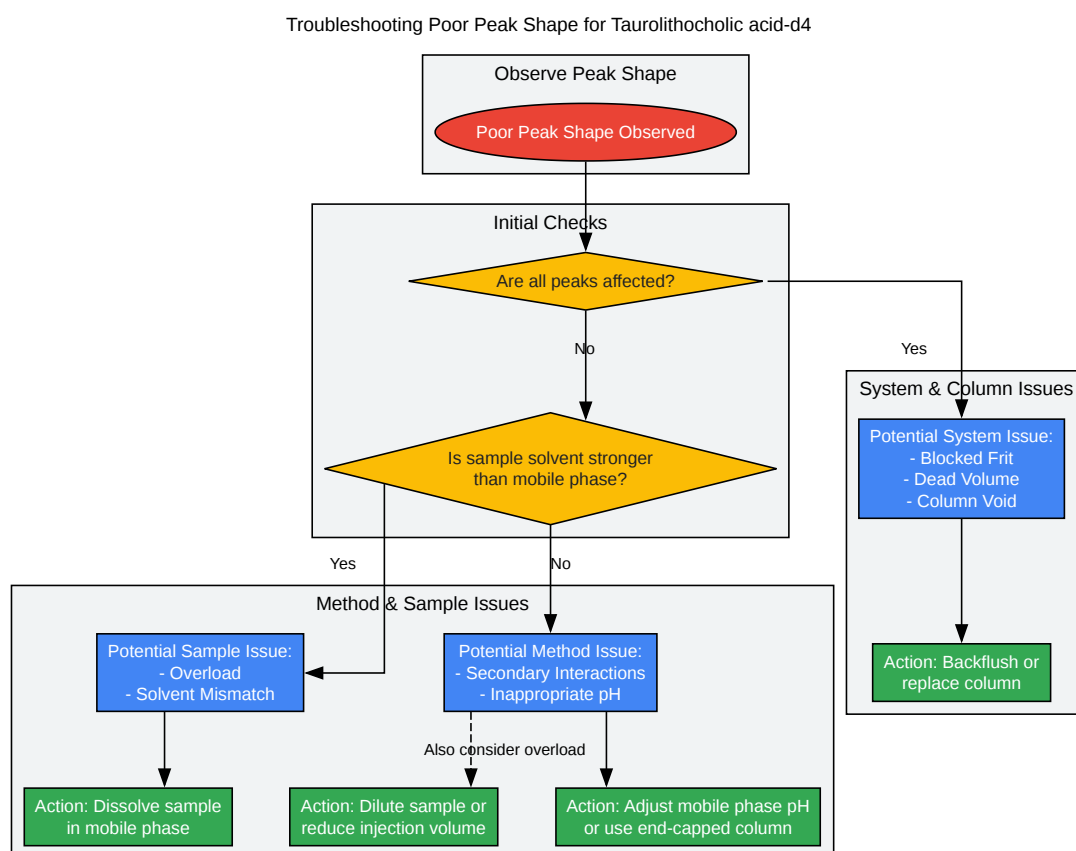 Troubleshooting Poor Peak Shape for Taurolithocholic acid-d4
Observe Peak Shape
Poor Peak Shape Observed
Initial Checks
Are all peaks affected?
No
Yes
Is sample solvent stronger
than mobile phase?
System & Column Issues
Potential System Issue:
- Blocked Frit
- Dead Volume
- Column Void
Yes
No
Method & Sample Issues
Potential Sample Issue:
- Overload
- Solvent Mismatch
Potential Method Issue:
- Secondary Interactions
- Inappropriate pH
Action: Backflush or
replace column
Also consider overload
Action: Dissolve sample
in mobile phase
Action: Dilute sample or
reduce injection volume
Action: Adjust mobile phase pH
or use end-capped column